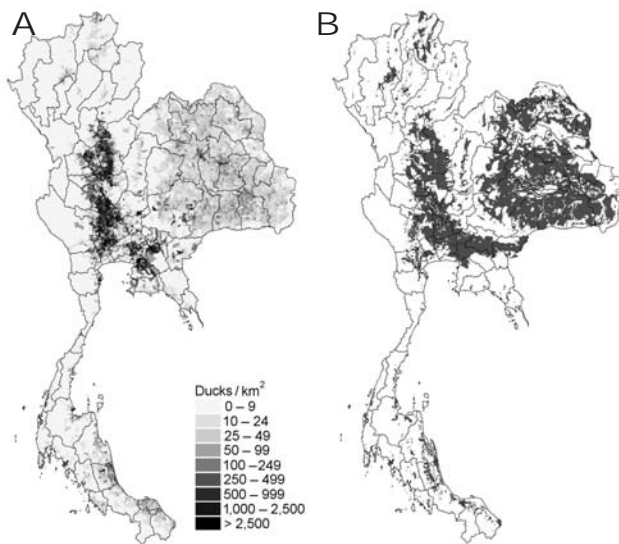 A
B
Ducks / km²
0 – 9
10 – 24
25 – 49
50 – 99
100 –249
250 – 499
500 – 999
1,000 – 2,500
> 2,500